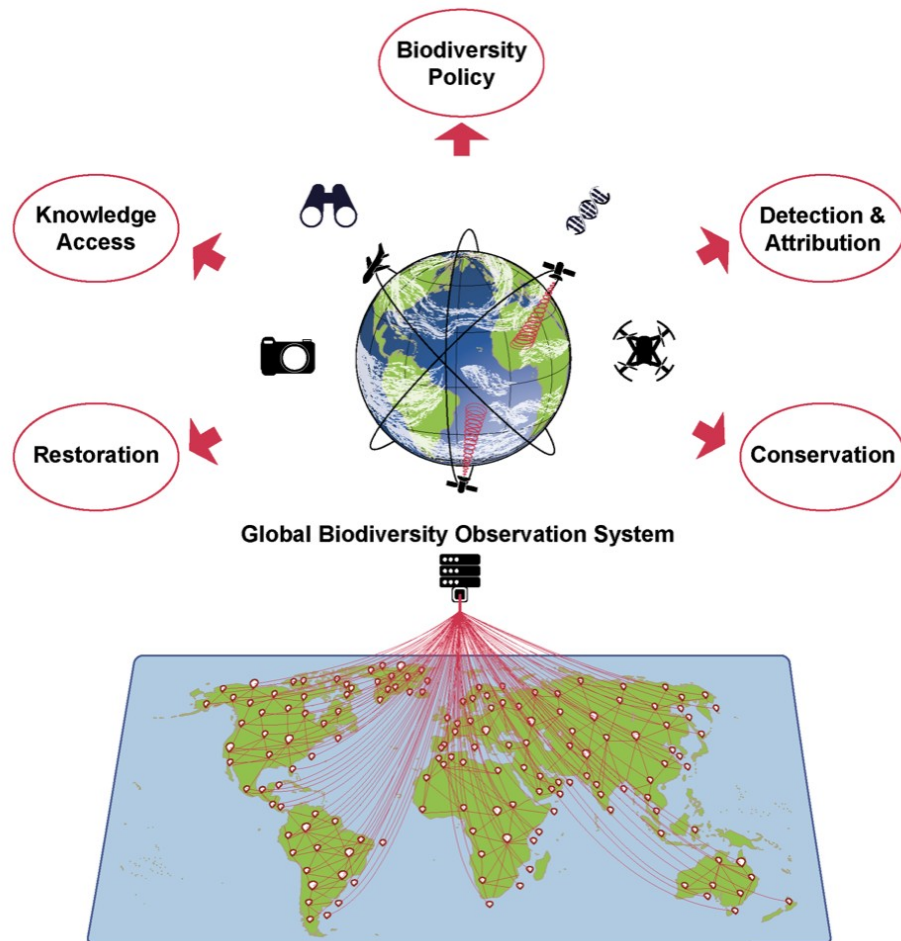 Biodiversity
Policy
Knowledge
Access
Detection &
Attribution
Restoration
Conservation
Global Biodiversity Observation System